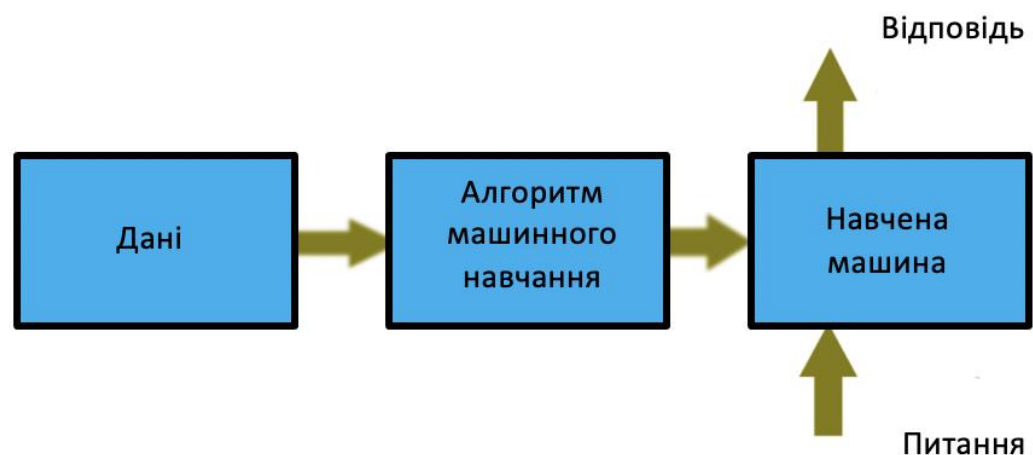 Відповідь
Дані
Алгоритм
машинного
навчання
Навчена
машина
Питання